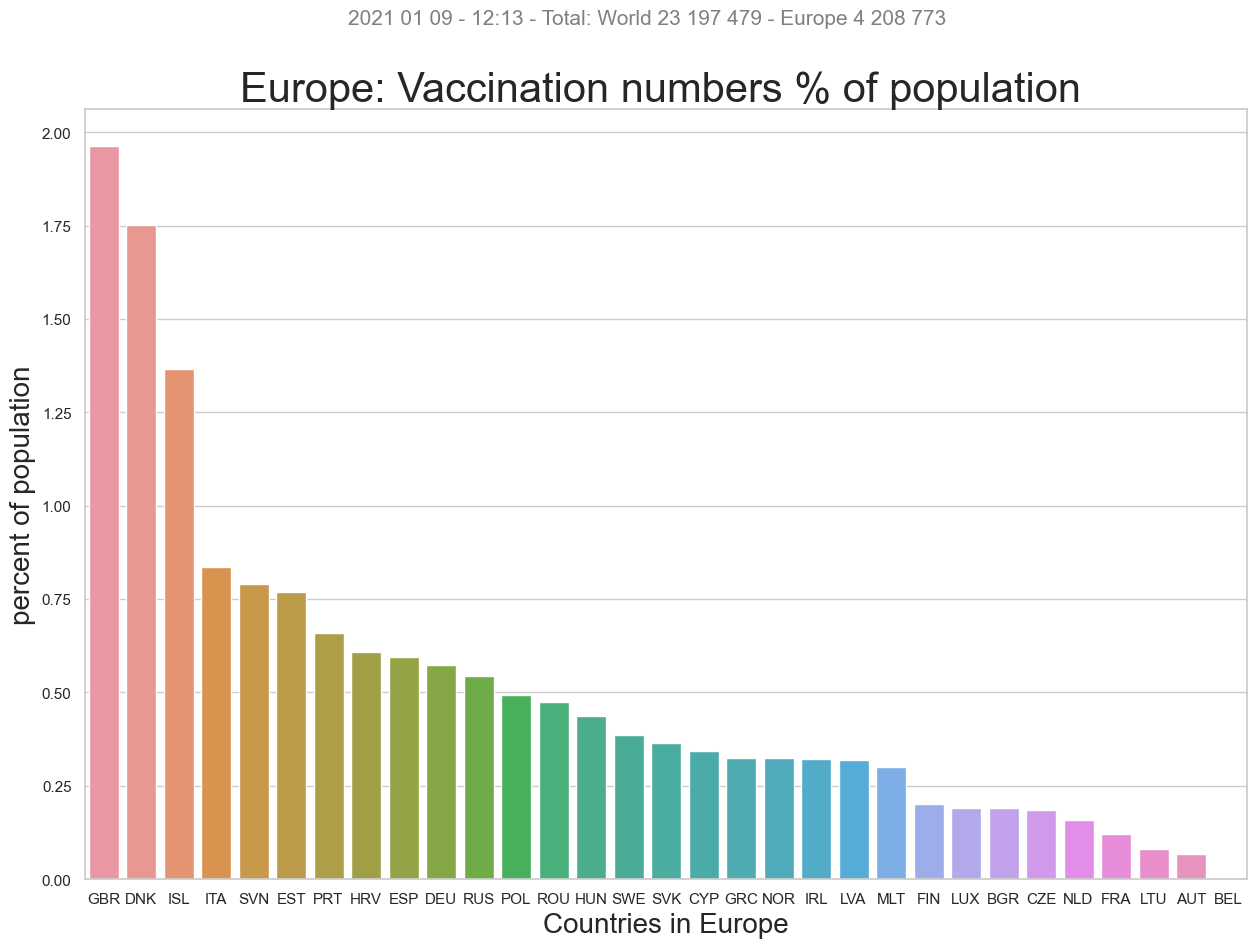 2021 01 09 - 12:13 - Total: World 23 197 479 - Europe 4 208 773
Europe: Vaccination numbers % of population
percent of population
2.00
1.75
1.50
1.25
1.00
0.75
0.50
0.25
0.00
GBR DNK ISL ITA SVN EST PRT HRV ESP DEU RUS POL ROU HUN SWE SVK CYP GRC NOR IRL LVA MLT FIN LUX BGR CZE NLD FRA LTU AUT BEL
Countries in Europe